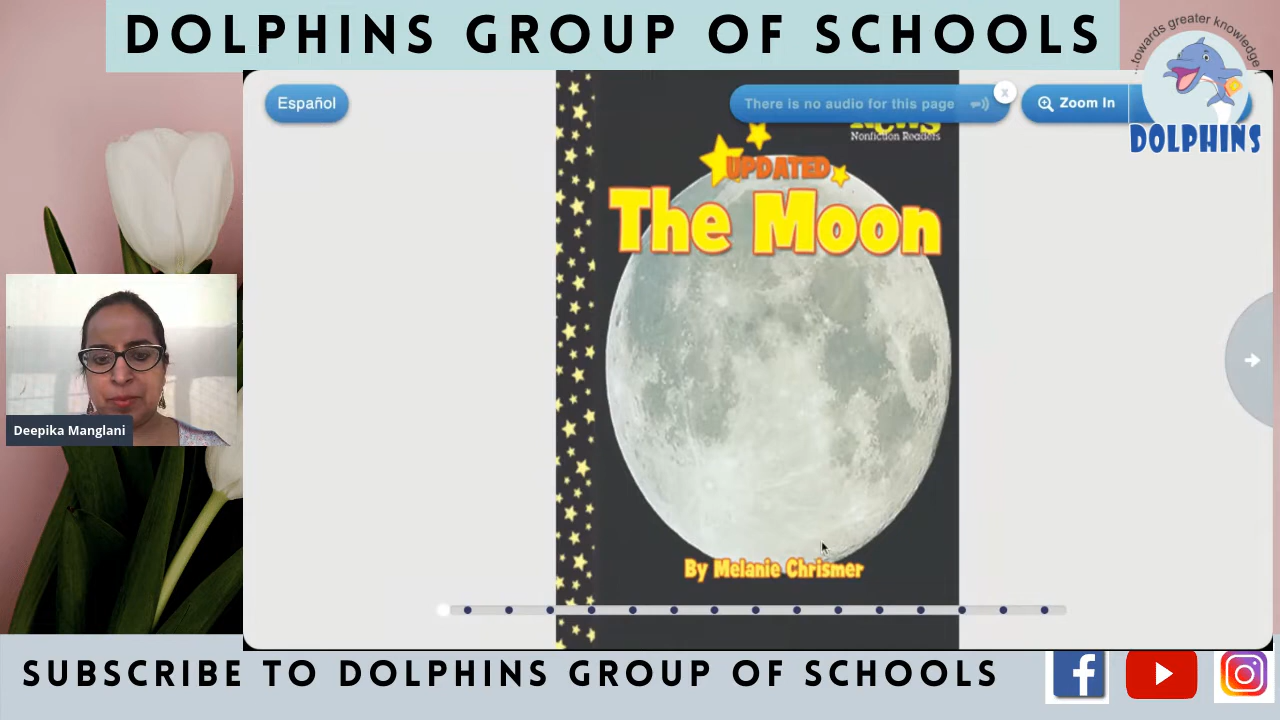 DOLPHINS GROUP OF SCHOOLS
...towards greater knowledge
DOLPHINS
Español
There is no audio for this page
x
Zoom In
News
Nonfiction Readers
UPDATED
The Moon
By Melanie Chrismer
Deepika Manglani
SUBSCRIBE TO DOLPHINS GROUP OF SCHOOLS